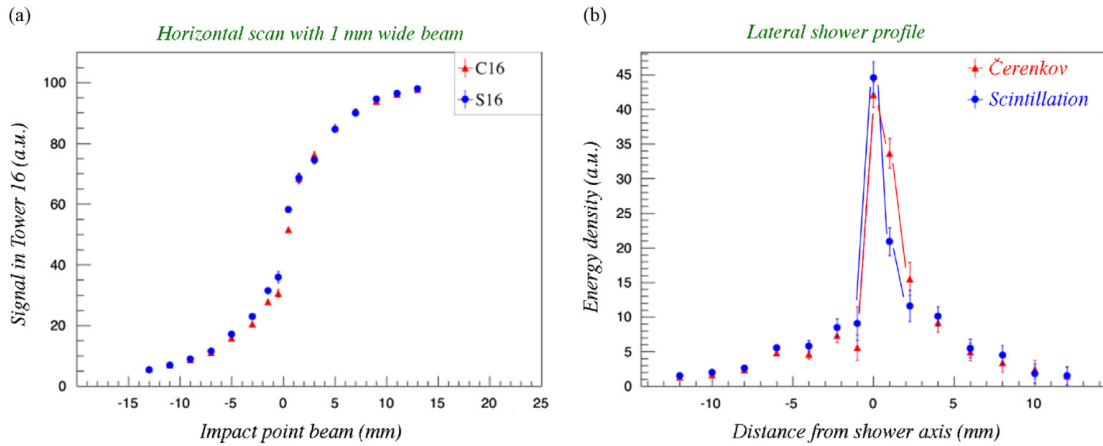 (a)
Horizontal scan with 1 mm wide beam
C16
S16
Signal in Tower 16 (a.u.)
100
80
60
40
20
0
-15 -10 -5 0 5 10 15 20 25
Impact point beam (mm)
(b)
Lateral shower profile
Čerenkov
Scintillation
Energy density (a.u.)
45
40
35
30
25
20
15
10
5
0
-10 -5 0 5 10
Distance from shower axis (mm)